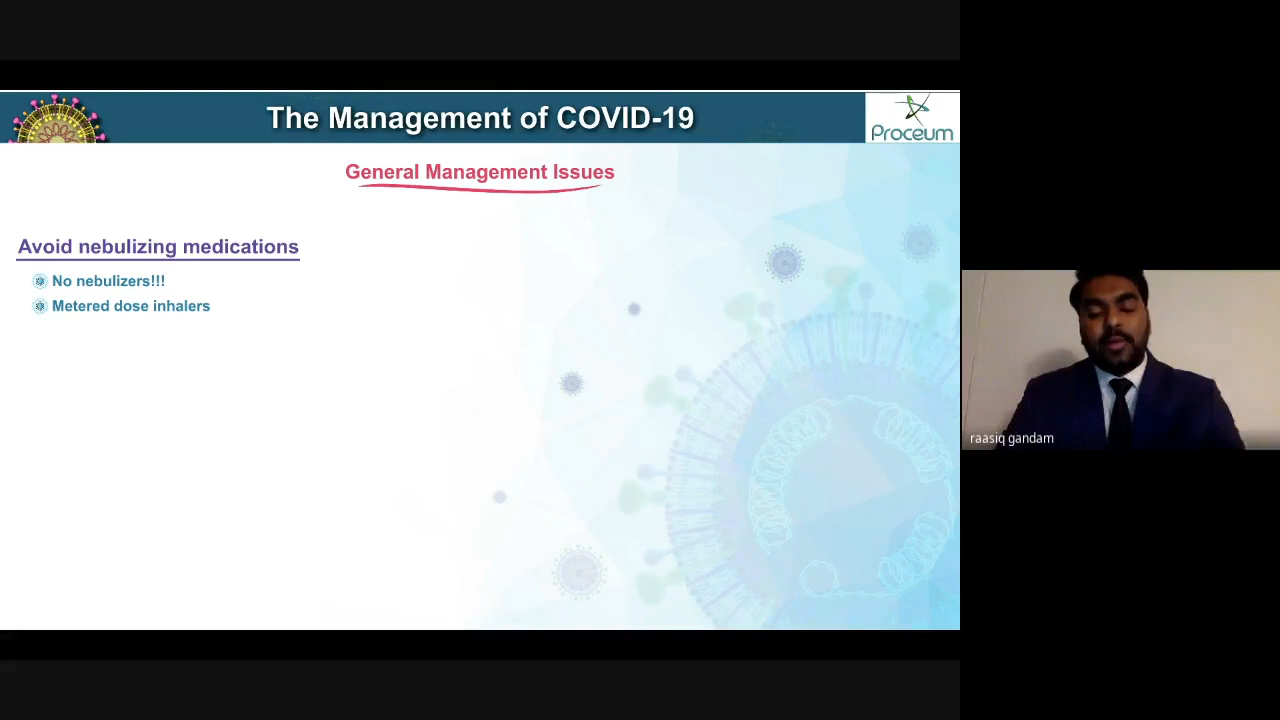 The Management of COVID-19
Proceum
General Management Issues
Avoid nebulizing medications
No nebulizers!!!
Metered dose inhalers
raasiq gandam